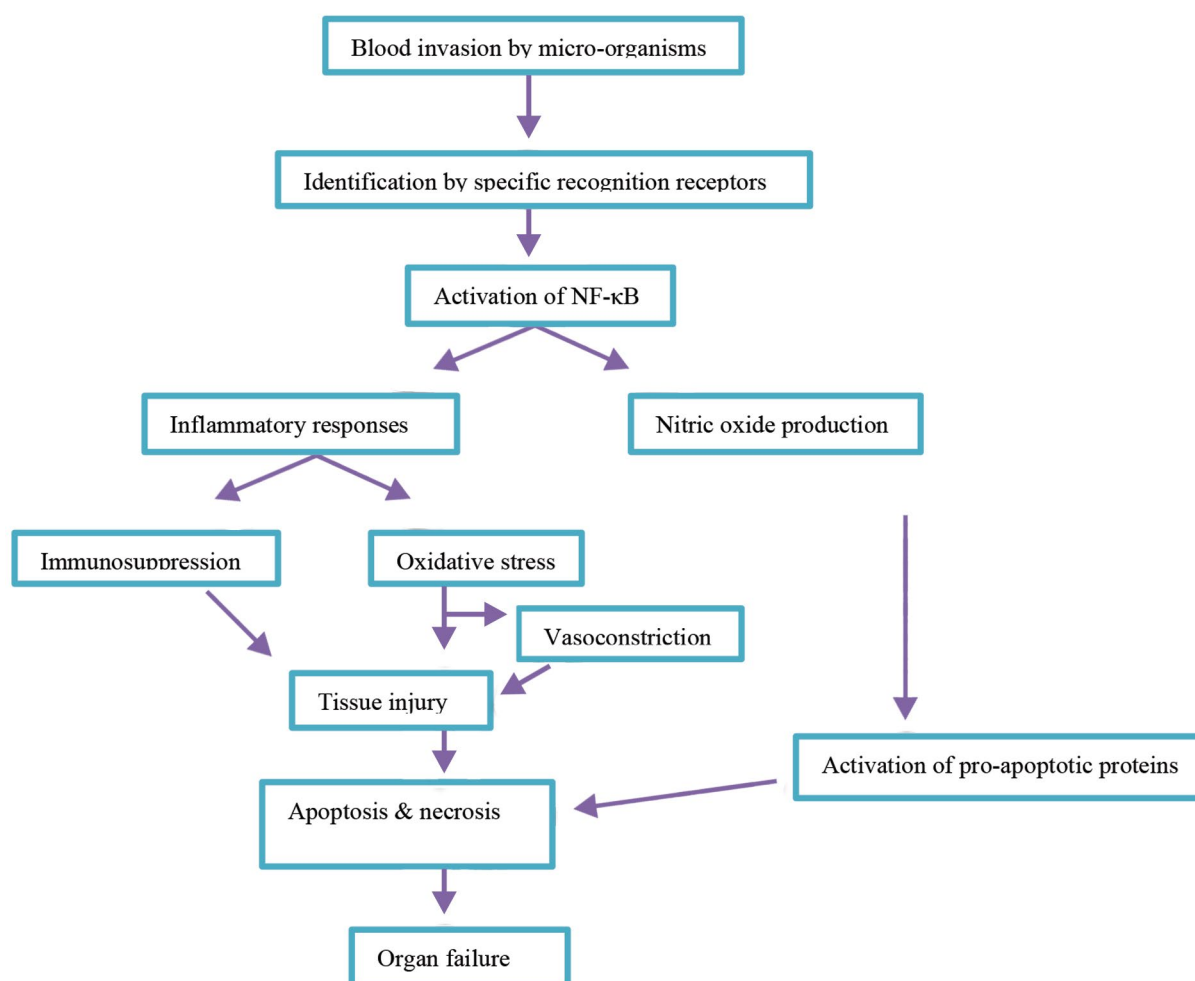 Blood invasion by micro-organisms
Identification by specific recognition receptors
Activation of NF-κB
Inflammatory responses
Nitric oxide production
Immunosuppression
Oxidative stress
Vasoconstriction
Tissue injury
Activation of pro-apoptotic proteins
Apoptosis & necrosis
Organ failure